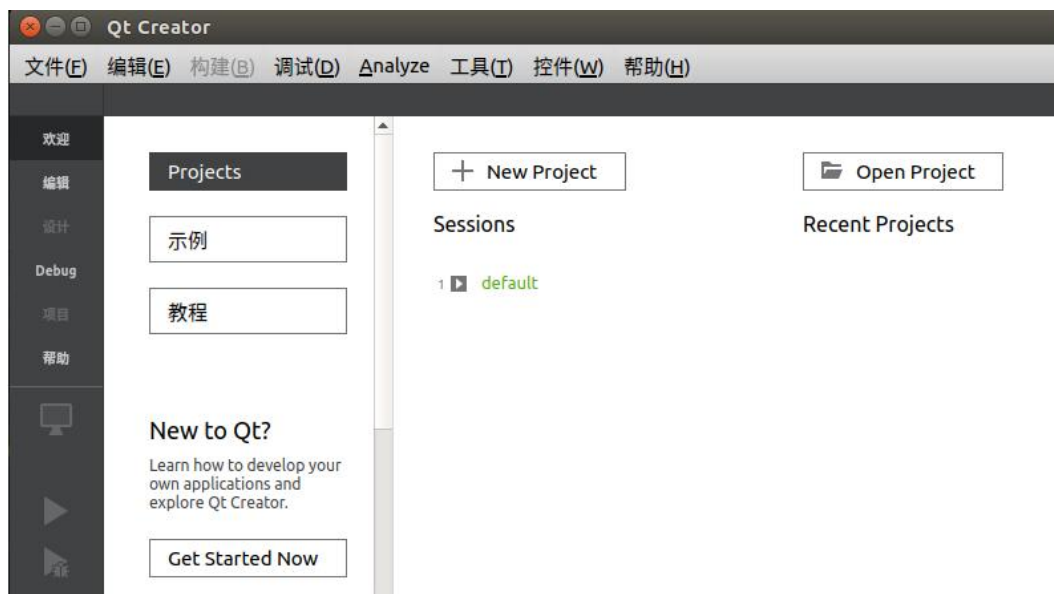 Qt Creator
文件(F) 编辑(E) 构建(B) 调试(D) Analyze 工具(T) 控件(W) 帮助(H)
欢迎
编辑
设计
Debug
项目
帮助
Projects
示例
教程
New to Qt?
Learn how to develop your
own applications and
explore Qt Creator.
Get Started Now
New Project
Sessions
1 default
Open Project
Recent Projects